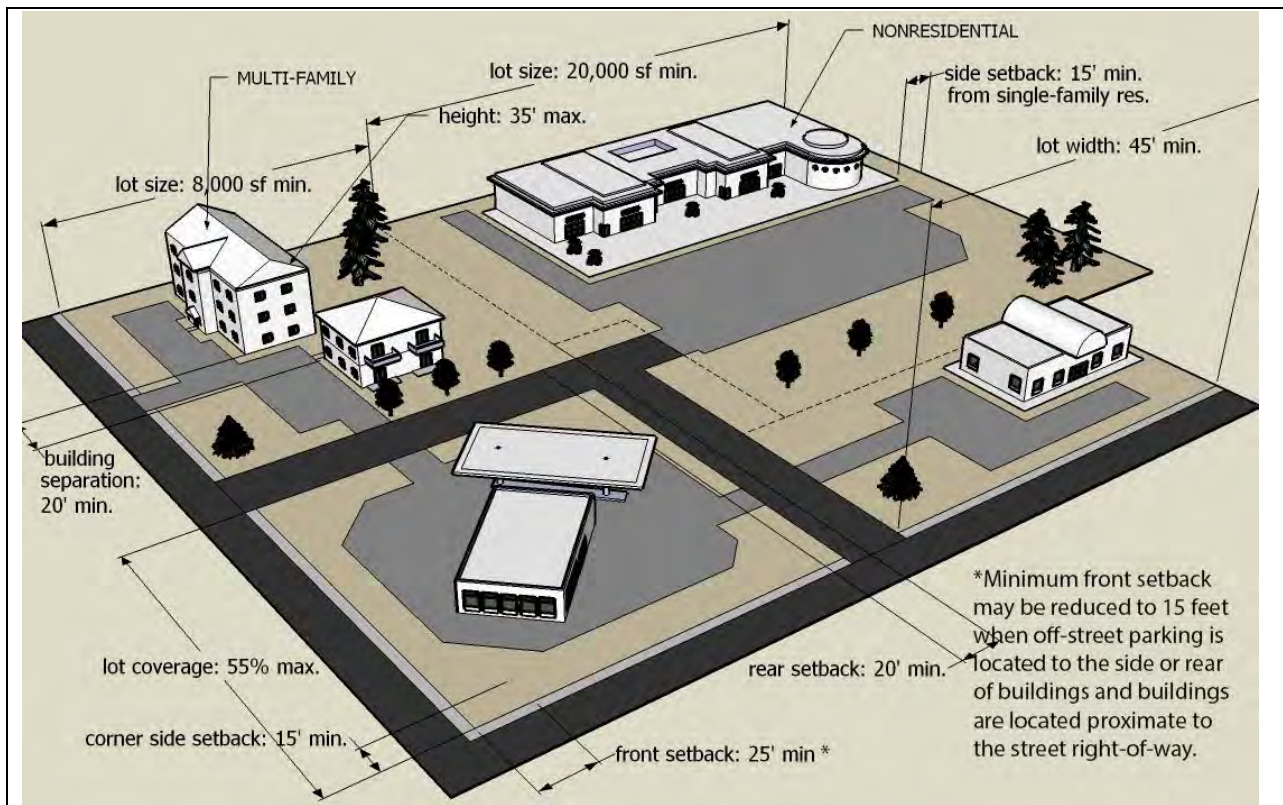 NONRESIDENTIAL
MULTI-FAMILY
lot size: 20,000 sf min.
side setback: 15' min.
from single-family res.
height: 35' max.
lot width: 45' min.
lot size: 8,000 sf min.
building
separation:
20' min.
lot coverage: 55% max.
rear setback: 20' min.
corner side setback: 15' min.
front setback: 25' min *
*Minimum front setback
may be reduced to 15 feet
when off-street parking is
located to the side or rear
of buildings and buildings
are located proximate to
the street right-of-way.